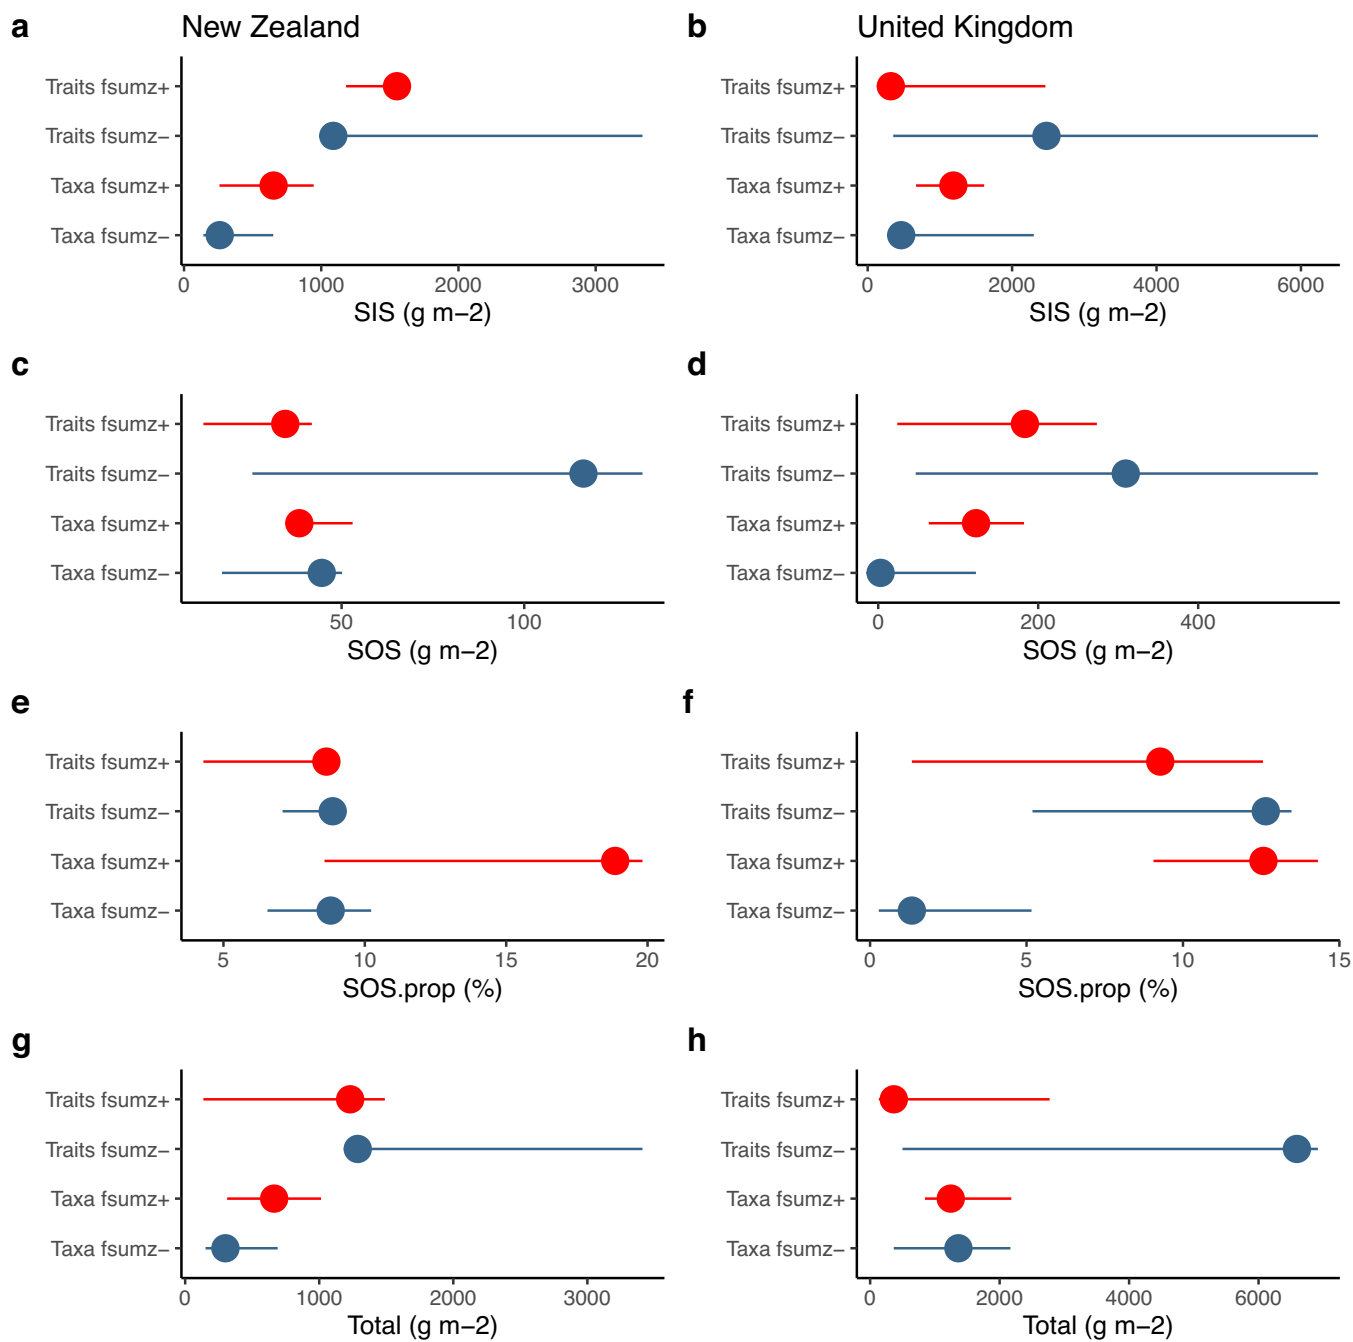 a New Zealand
Traits fsumz+
Traits fsumz−
Taxa fsumz+
Taxa fsumz−
0 1000 2000 3000
SIS (g m−2)
b United Kingdom
Traits fsumz+
Traits fsumz−
Taxa fsumz+
Taxa fsumz−
0 2000 4000 6000
SIS (g m−2)
c
Traits fsumz+
Traits fsumz−
Taxa fsumz+
Taxa fsumz−
50 100
SOS (g m−2)
d
Traits fsumz+
Traits fsumz−
Taxa fsumz+
Taxa fsumz−
0 200 400
SOS (g m−2)
e
Traits fsumz+
Traits fsumz−
Taxa fsumz+
Taxa fsumz−
5 10 15 20
SOS.prop (%)
f
Traits fsumz+
Traits fsumz−
Taxa fsumz+
Taxa fsumz−
0 5 10 15
SOS.prop (%)
g
Traits fsumz+
Traits fsumz−
Taxa fsumz+
Taxa fsumz−
0 1000 2000 3000
Total (g m−2)
h
Traits fsumz+
Traits fsumz−
Taxa fsumz+
Taxa fsumz−
0 2000 4000 6000
Total (g m−2)